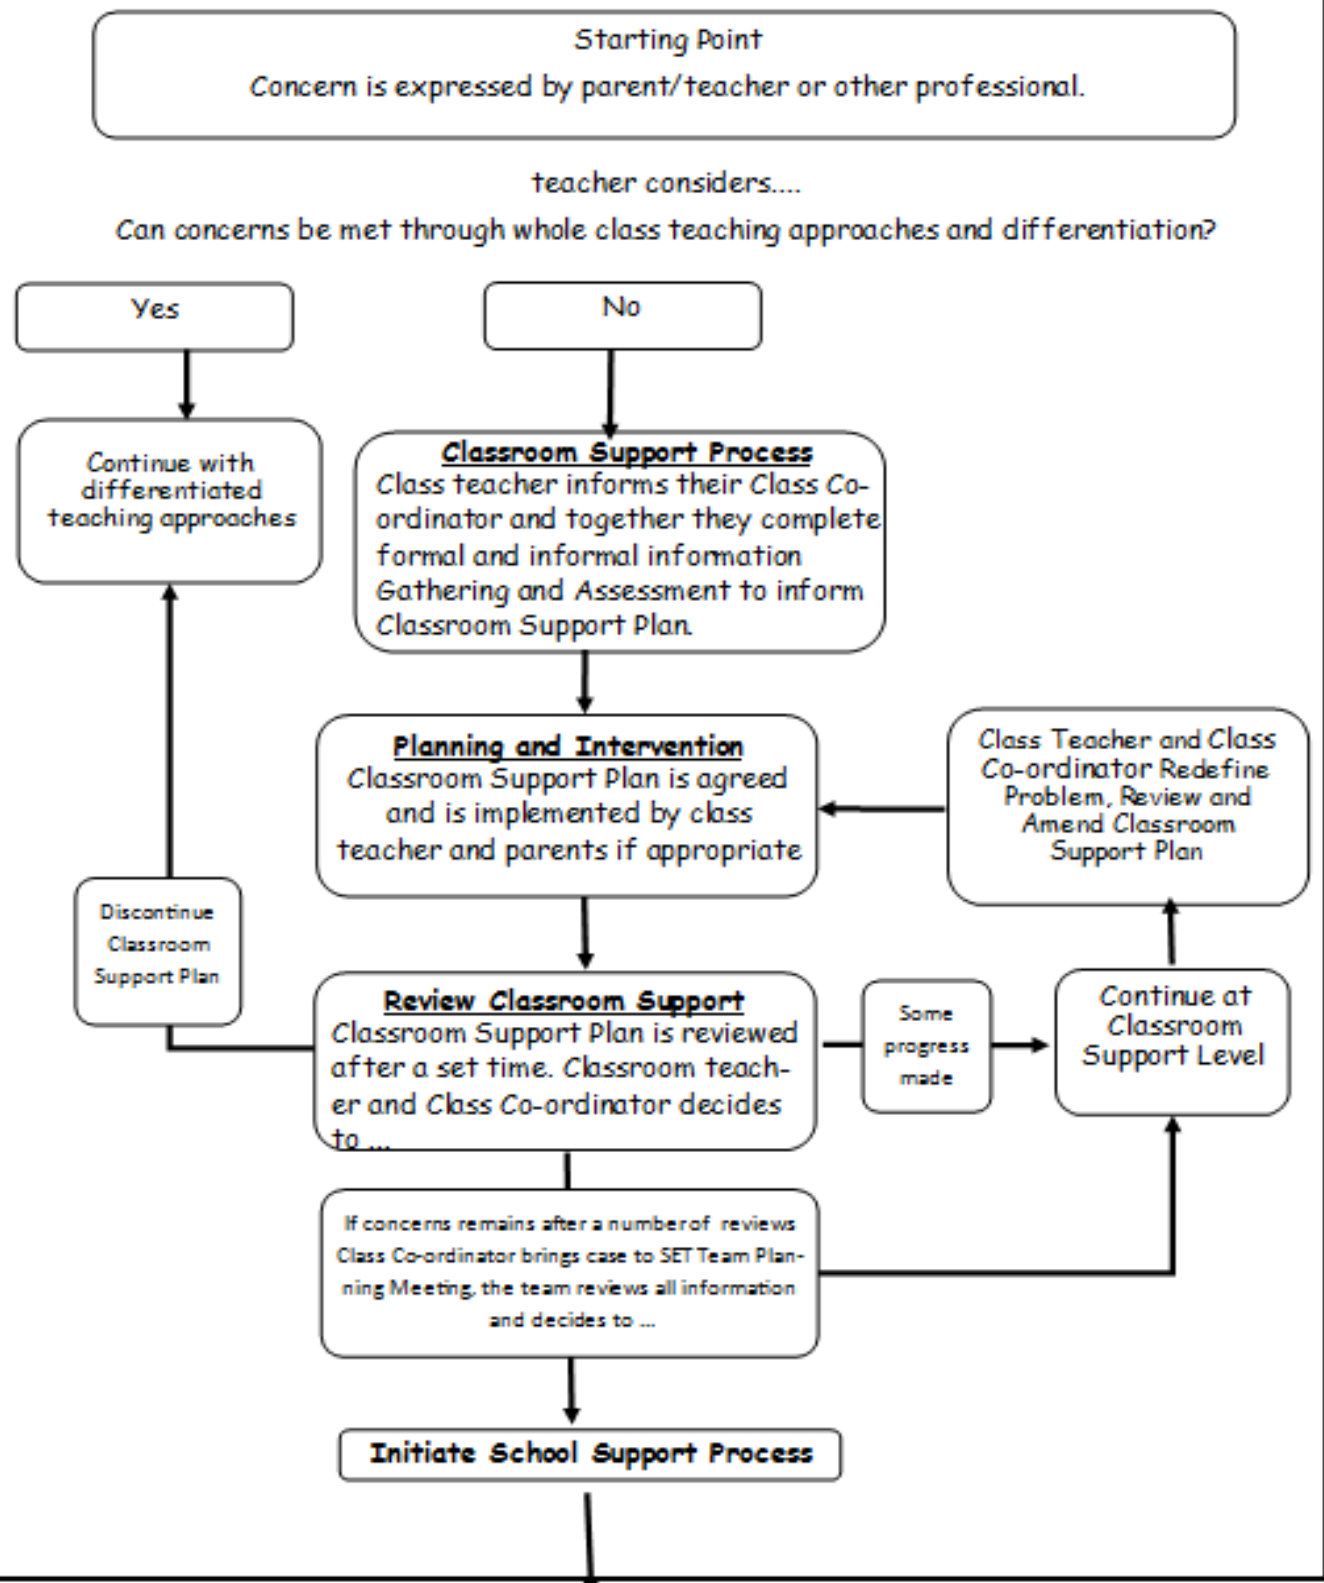 Starting Point
Concern is expressed by parent/teacher or other professional.
teacher considers....
Can concerns be met through whole class teaching approaches and differentiation?
Yes
No
Continue with
differentiated
teaching approaches
Classroom Support Process
Class teacher informs their Class Co-
ordinator and together they complete
formal and informal information
Gathering and Assessment to inform
Classroom Support Plan.
Planning and Intervention
Classroom Support Plan is agreed
and is implemented by class
teacher and parents if appropriate
Class Teacher and Class
Co-ordinator Redefine
Problem, Review and
Amend Classroom
Support Plan
Discontinue
Classroom
Support Plan
Review Classroom Support
Classroom Support Plan is reviewed
after a set time. Classroom teach-
er and Class Co-ordinator decides
to ...
Some
progress
made
Continue at
Classroom
Support Level
If concerns remains after a number of reviews
Class Co-ordinator brings case to SET Team Plan-
ning Meeting, the team reviews all information
and decides to ...
Initiate School Support Process